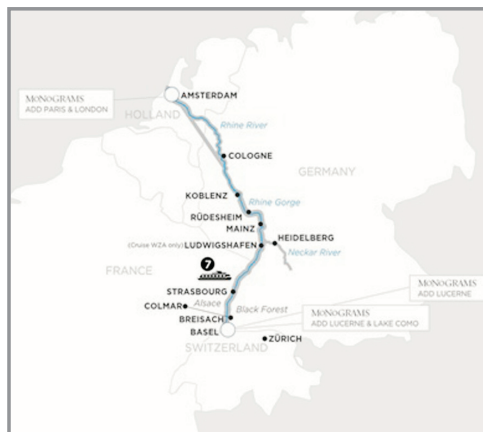 AMSTERDAM
MONOGRAMS
ADD PARIS & LONDON
HOLLAND
Rhine River
COLOGNE
GERMANY
KOBLENZ
Rhine Gorge
RÜDESHEIM
MAINZ
HEIDELBERG
(Cruise WZA only)
LUDWIGSHAFEN
Neckar River
7
FRANCE
MONOGRAMS
ADD LUCERNE
STRASBOURG
Alsace
COLMAR
Black Forest
BREISACH
MONOGRAMS
ADD LUCERNE & LAKE COMO
BASEL
SWITZERLAND
ZÜRICH